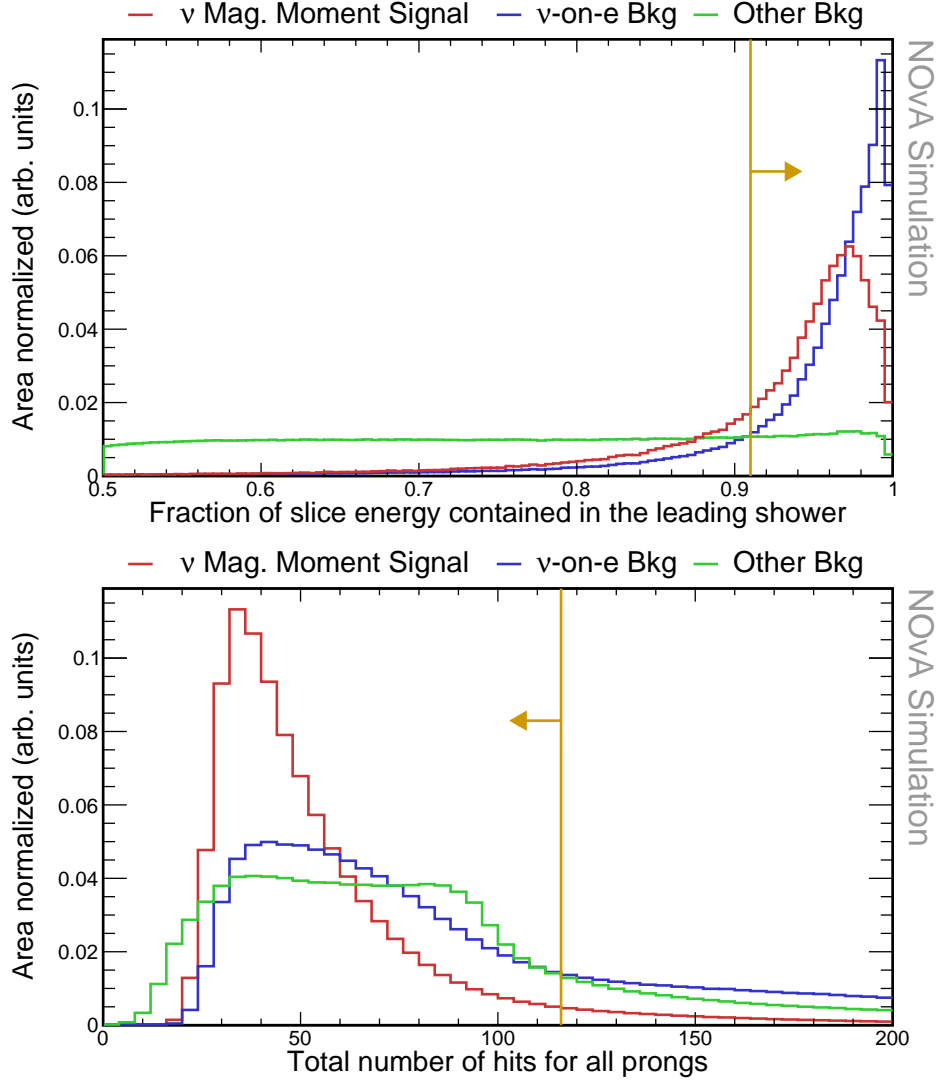 ν Mag. Moment Signal ν-on-e Bkg Other Bkg
0.1
0.08
0.06
0.04
0.02
0
Area normalized (arb. units)
NOvA Simulation
0.5 0.6 0.7 0.8 0.9 1
Fraction of slice energy contained in the leading shower
ν Mag. Moment Signal ν-on-e Bkg Other Bkg
0.1
0.08
0.06
0.04
0.02
0
Area normalized (arb. units)
NOvA Simulation
0 50 100 150 200
Total number of hits for all prongs